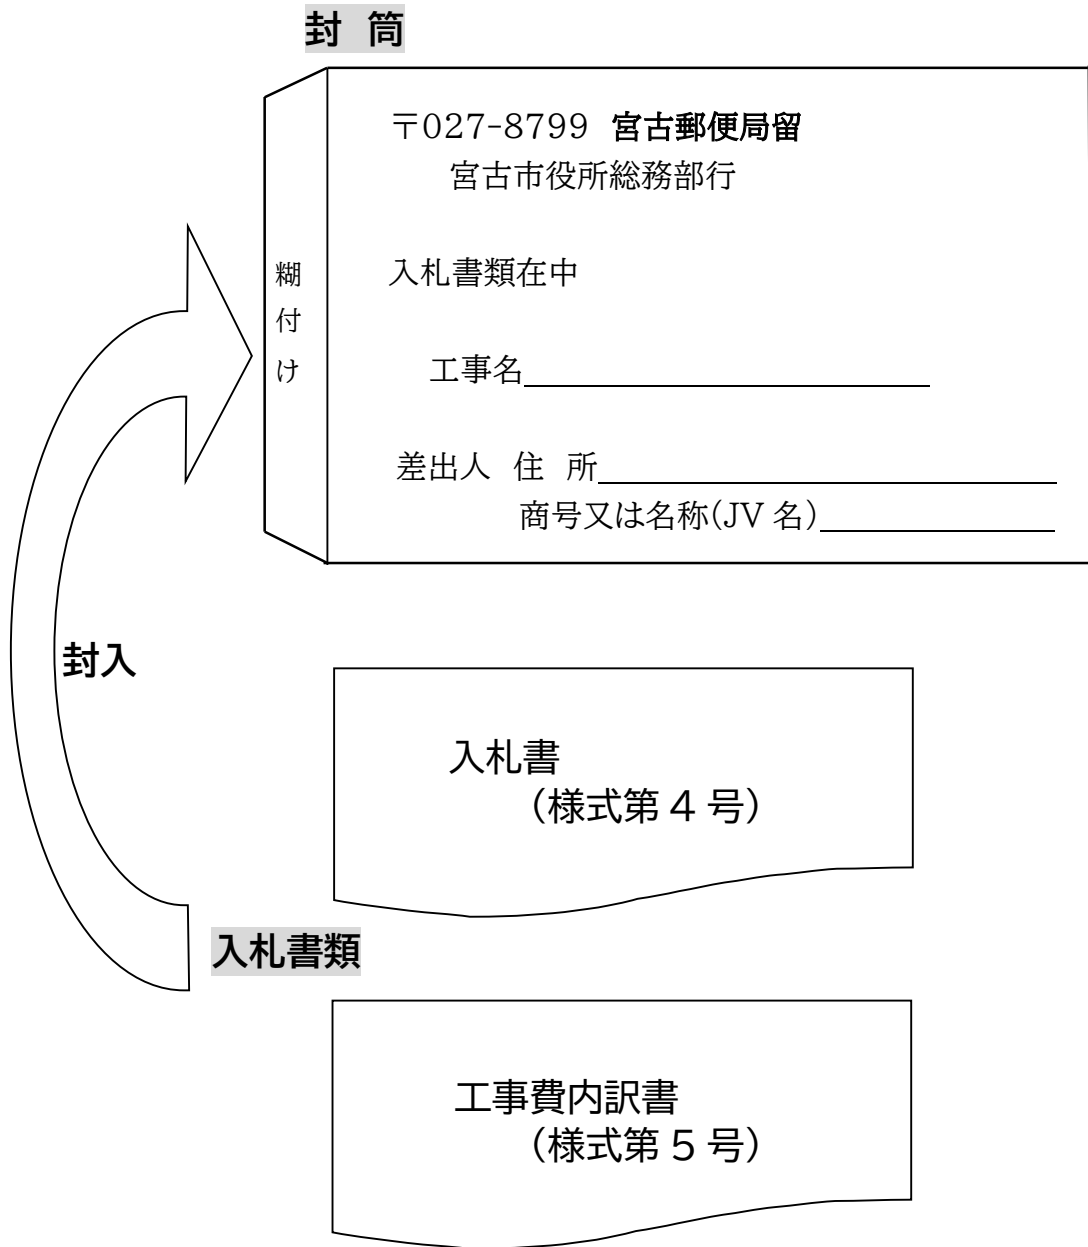 封 筒
〒027-8799 宮古郵便局留
宮古市役所総務部行
糊付け
入札書類在中
工事名
差出人 住 所
商号又は名称(JV 名)
封入
入札書
(様式第 4 号)
入札書類
工事費内訳書
(様式第 5 号)